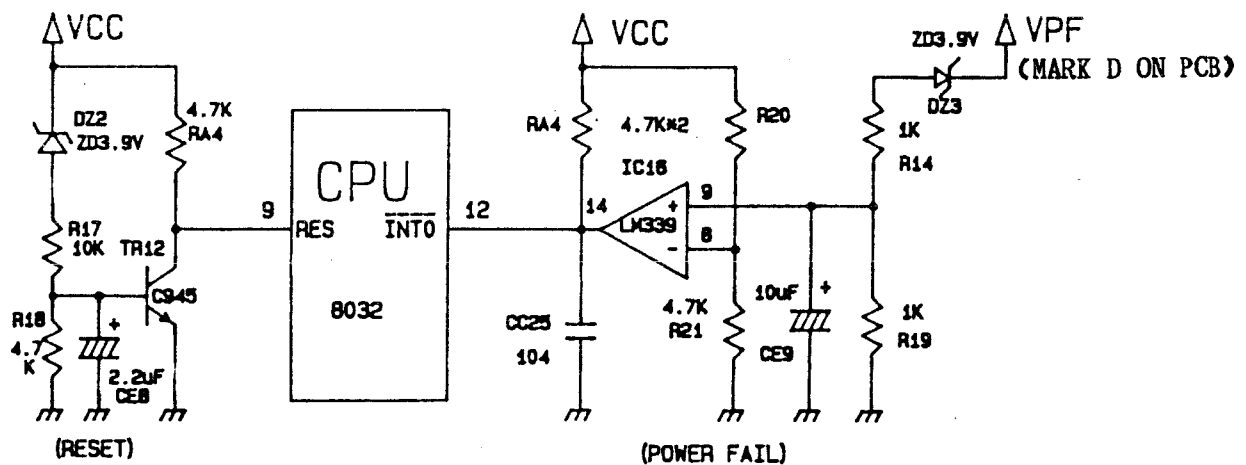 VCC
4.7K
RA4
DZ2
ZD3.9V
R17
10K
TR12
C945
R18
4.7
K
2.2uF
CE8
(RESET)
9
RES
CPU
INT0
8032
12
VCC
RA4
4.7K*2
R20
IC16
14
LM339
+
-
9
8
CC25
104
4.7K
R21
10uF
+
CE9
(POWER FAIL)
ZD3.9V
DZ3
VPF
(MARK D ON PCB)
1K
R14
1K
R19
+